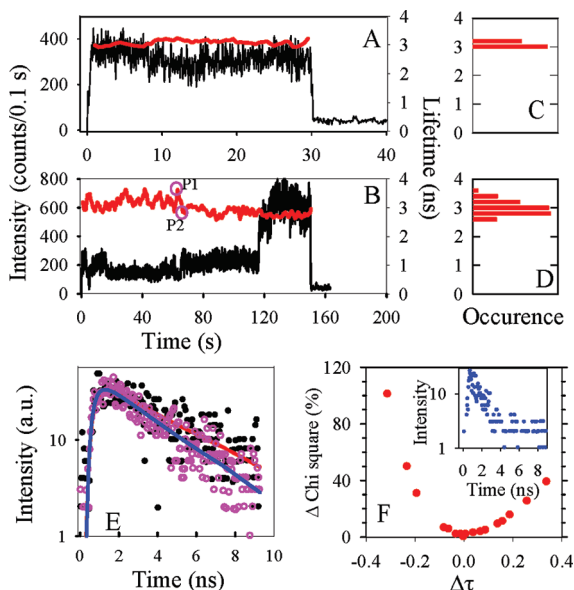 400
200
0
A
4
3
2
1
0
0 10 20 30 40
4
3
2
1
0
C
Intensity (counts/0.1 s)
Lifetime (ns)
800
600
400
200
0
P1
P2
B
4
3
2
1
0
0 40 80 120 160 200
Time (s)
4
3
2
1
0
D
Occurence
Intensity (a.u.)
10
1
E
0 2 4 6 8 10
Time (ns)
Δ Chi square (%)
120
80
40
0
F
-0.4 -0.2 0.0 0.2 0.4
Δτ
Intensity
10
1
0 2 4 6 8
Time (ns)